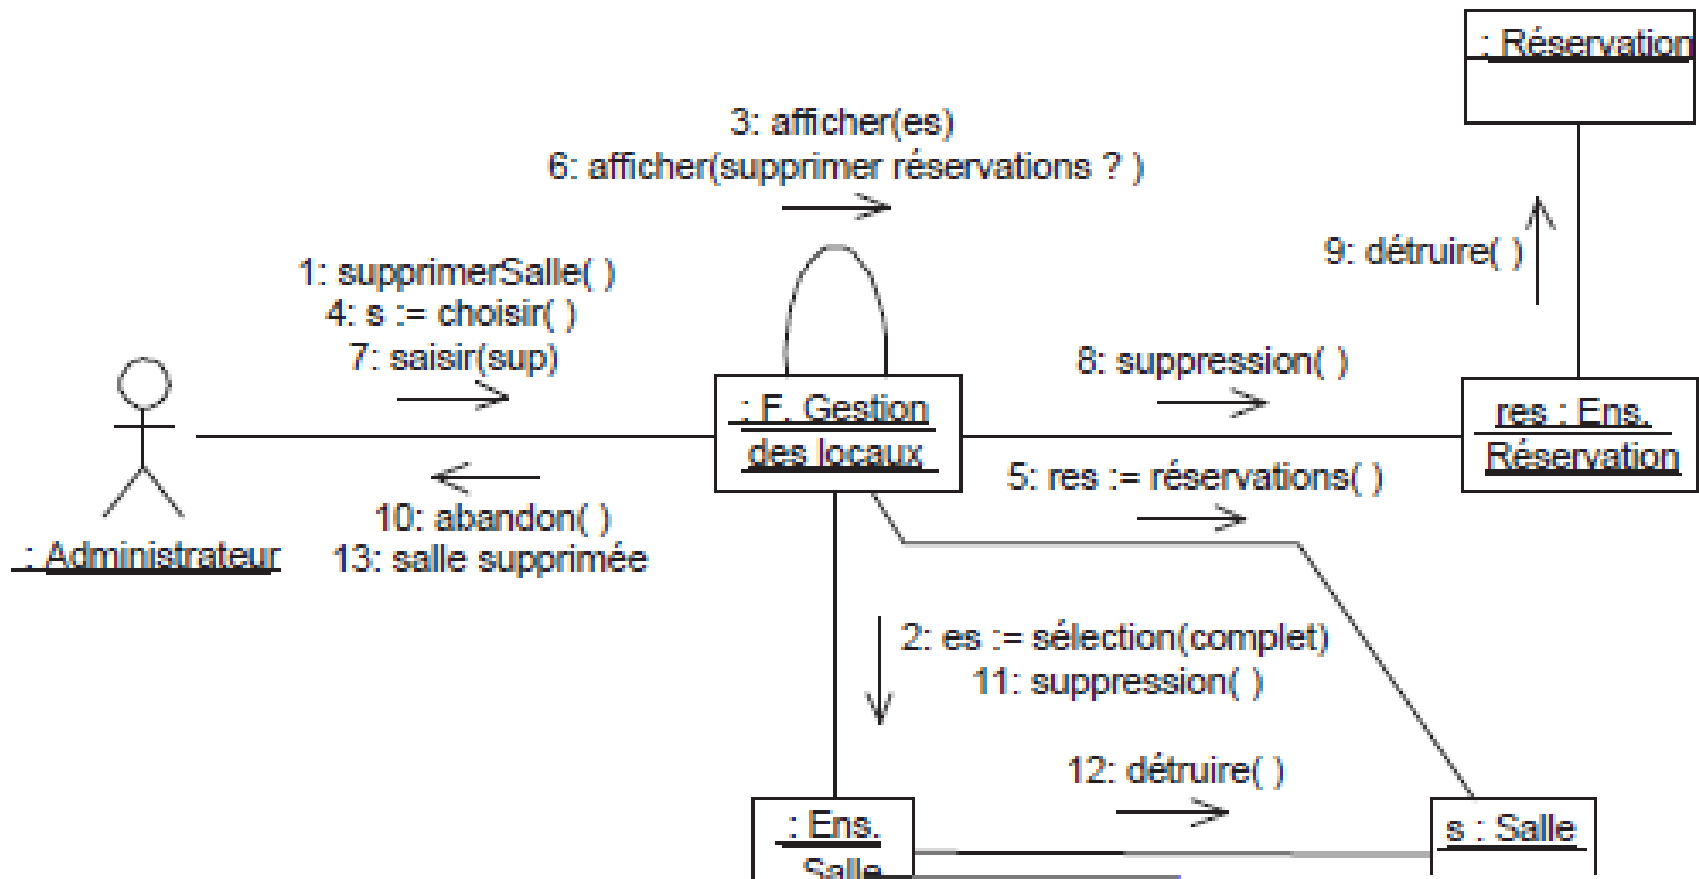 : Réservation
3: afficher(es)
6: afficher(supprimer réservations ? )
9: détruire( )
1: supprimerSalle( )
4: s := choisir( )
7: saisir(sup)
8: suppression( )
: F. Gestion
des locaux
res : Ens.
Réservation
5: res := réservations( )
10: abandon( )
13: salle supprimée
: Administrateur
2: es := sélection(complet)
11: suppression( )
12: détruire( )
: Ens.
Salle
s : Salle